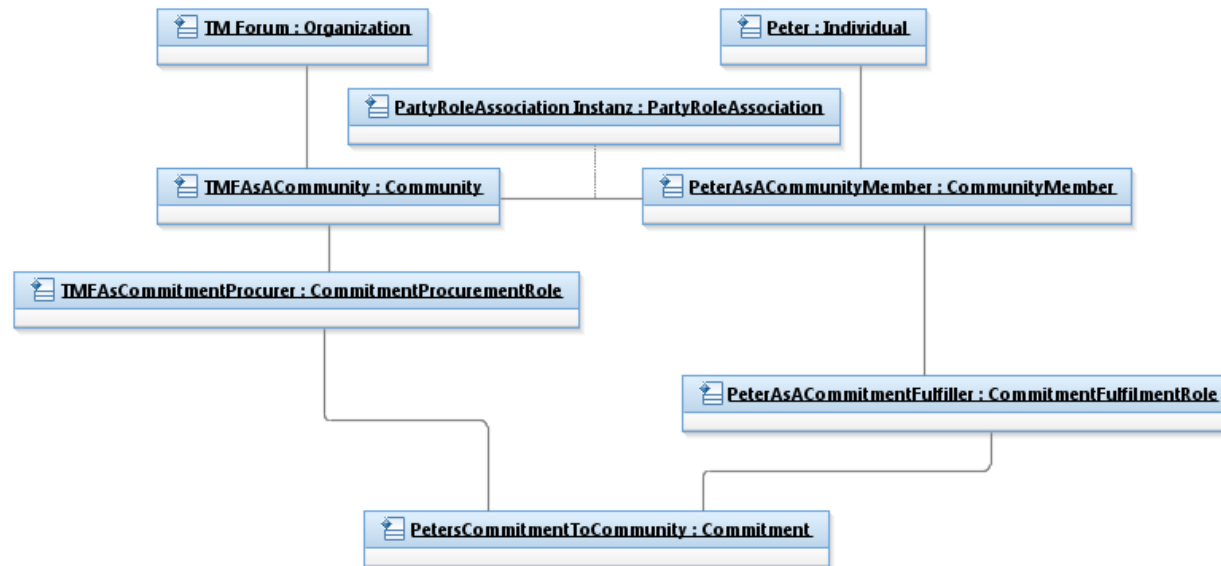 TM Forum : Organization
Peter : Individual
PartyRoleAssociation Instanz : PartyRoleAssociation
TMFAsACommunity : Community
PeterAsACommunityMember : CommunityMember
TMFAsCommitmentProcurer : CommitmentProcurementRole
PeterAsACommitmentFulfiller : CommitmentFulfilmentRole
PetersCommitmentToCommunity : Commitment